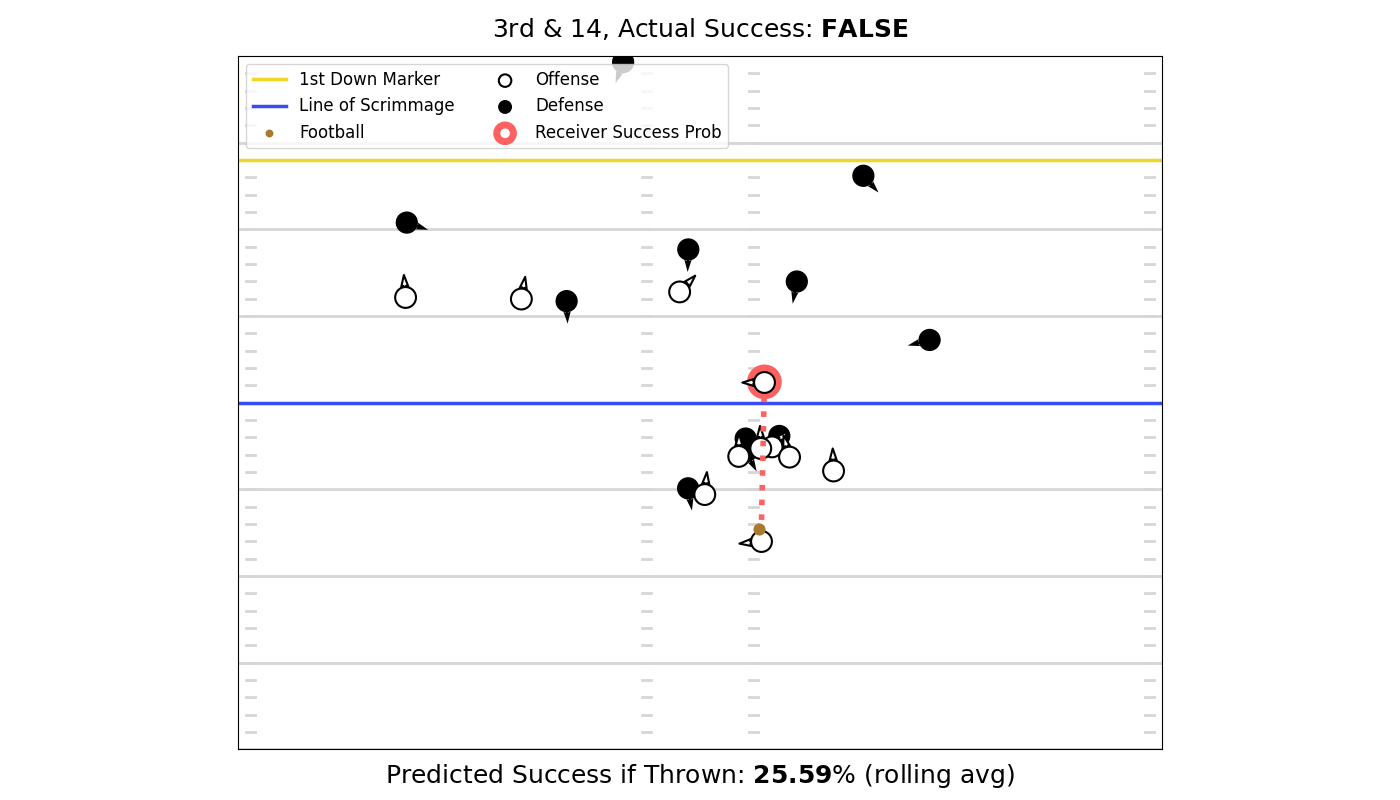 3rd & 14, Actual Success: FALSE
1st Down Marker
Line of Scrimmage
Football
Offense
Defense
Receiver Success Prob
Predicted Success if Thrown: 25.59% (rolling avg)